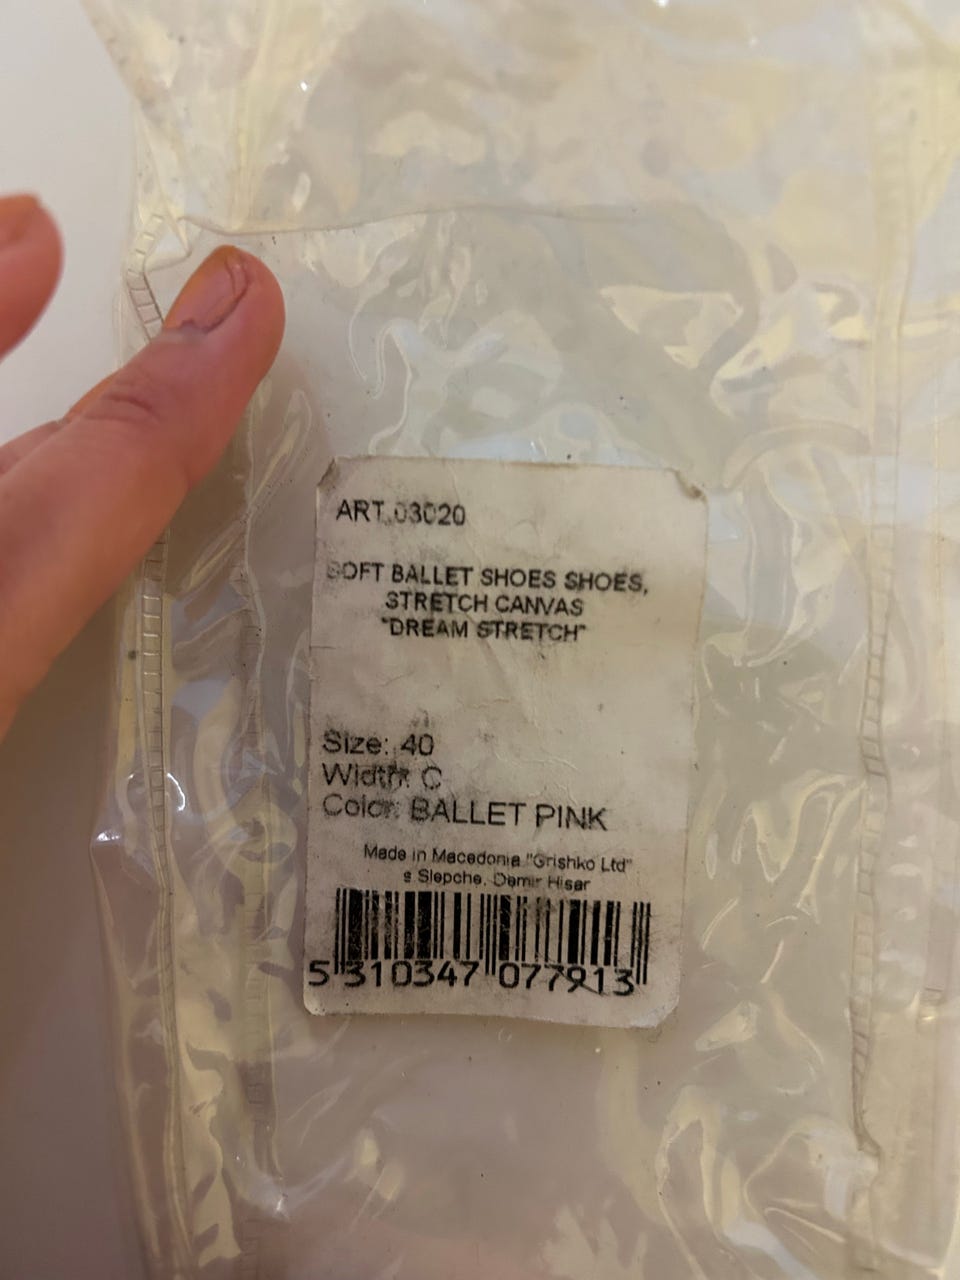 ART.03020
SOFT BALLET SHOES SHOES,
STRETCH CANVAS
"DREAM STRETCH"
Size: 40
Width: C
Color: BALLET PINK
Made in Macedonia "Grishko Ltd"
s Slepche, Demir Hisar
5 310347 077913